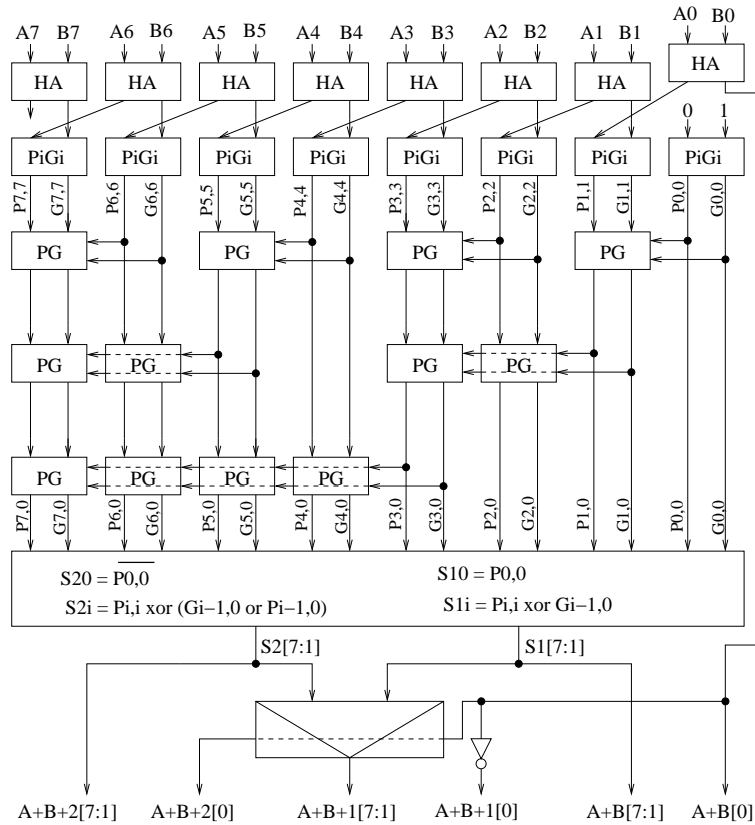 A7 B7 A6 B6 A5 B5 A4 B4 A3 B3 A2 B2 A1 B1 A0 B0
HA HA HA HA HA HA HA HA
0 1
PiGi PiGi PiGi PiGi PiGi PiGi PiGi PiGi
P7,7 G7,7 P6,6 G6,6 P5,5 G5,5 P4,4 G4,4 P3,3 G3,3 P2,2 G2,2 P1,1 G1,1 P0,0 G0,0
PG PG PG PG
PG PG PG PG
PG PG PG PG
P7,0 G7,0 P6,0 G6,0 P5,0 G5,0 P4,0 G4,0 P3,0 G3,0 P2,0 G2,0 P1,0 G1,0 P0,0 G0,0
S20 = P0,0
S10 = P0,0
S2i = Pi,i xor (Gi−1,0 or Pi−1,0)
S1i = Pi,i xor Gi−1,0
S2[7:1] S1[7:1]
A+B+2[7:1] A+B+2[0] A+B+1[7:1] A+B+1[0] A+B[7:1] A+B[0]